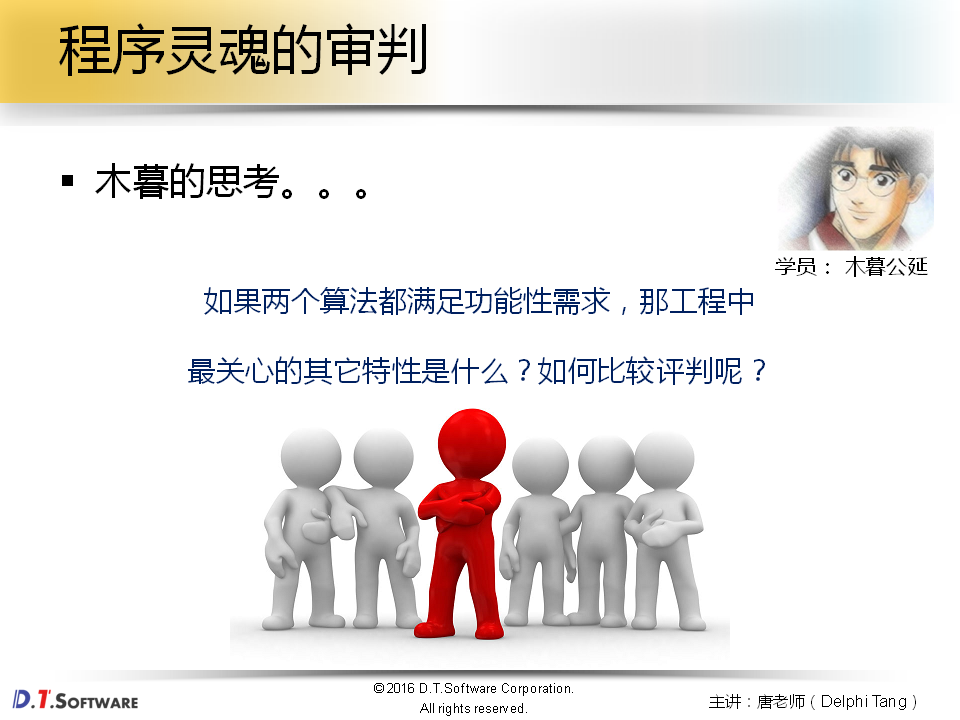 程序灵魂的审判
▪ 木暮的思考。。。
学员： 木暮公延
如果两个算法都满足功能性需求，那工程中
最关心的其它特性是什么？如何比较评判呢？
D.T.SOFTWARE
©2016 D.T.Software Corporation.
All rights reserved.
主讲：唐老师（Delphi Tang）